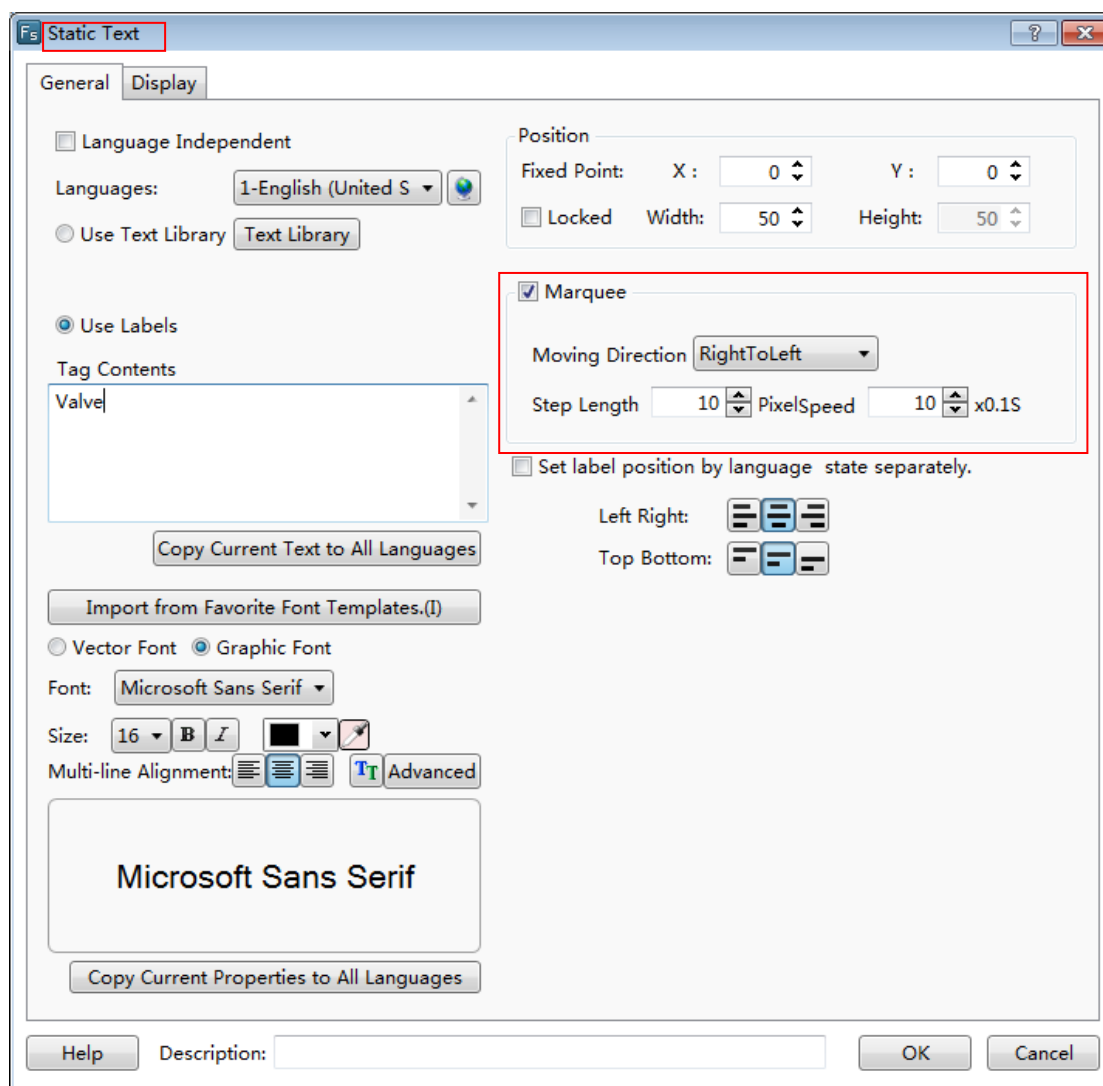 Fs Static Text
General Display
Language Independent
Languages: 1-English (United S
Use Text Library Text Library
Use Labels
Tag Contents
Valve
Copy Current Text to All Languages
Import from Favorite Font Templates.(I)
Vector Font Graphic Font
Font: Microsoft Sans Serif
Size: 16 B I
Multi-line Alignment: TT Advanced
Microsoft Sans Serif
Copy Current Properties to All Languages
Position
Fixed Point: X : 0 Y : 0
Locked Width: 50 Height: 50
Marquee
Moving Direction RightToLeft
Step Length 10 PixelSpeed 10 x0.1S
Set label position by language state separately.
Left Right:
Top Bottom:
Help Description: OK Cancel